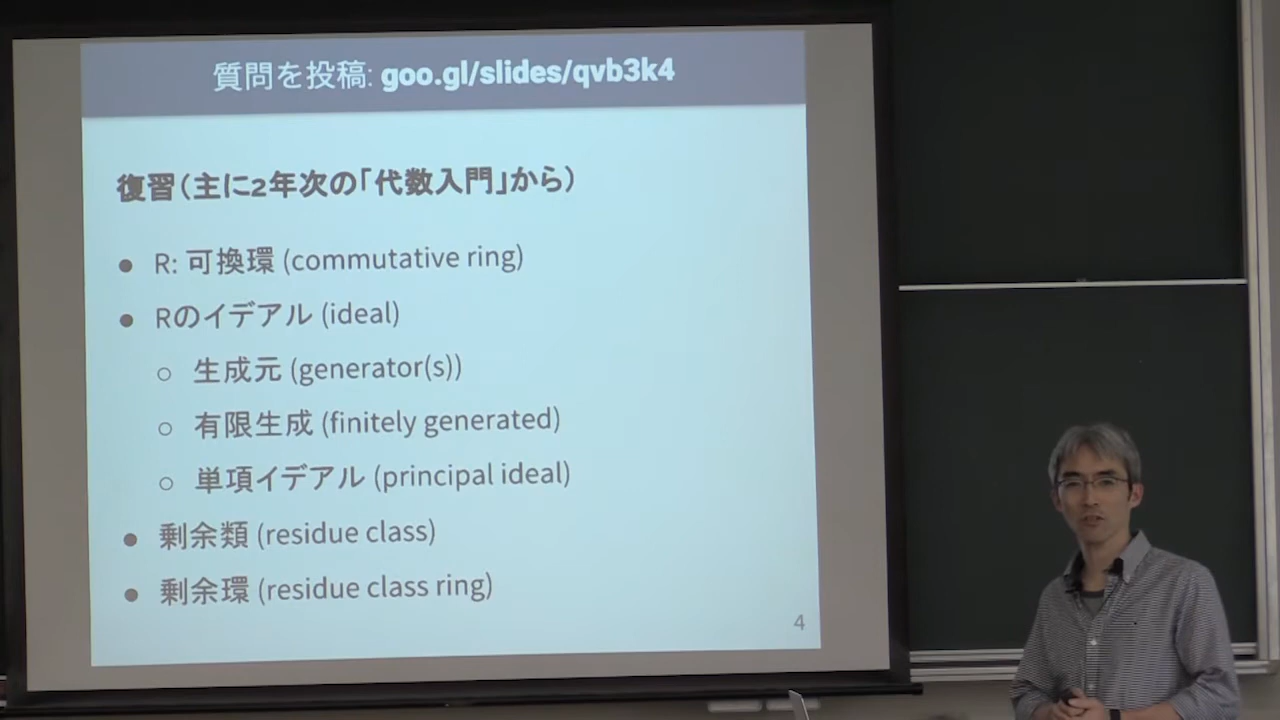 質問を投稿: goo.gl/slides/qvb3k4
復習(主に2年次の「代数入門」から)
● R: 可換環 (commutative ring)
● Rのイデアル (ideal)
○ 生成元 (generator(s))
○ 有限生成 (finitely generated)
○ 単項イデアル (principal ideal)
● 剰余類 (residue class)
● 剰余環 (residue class ring)
4